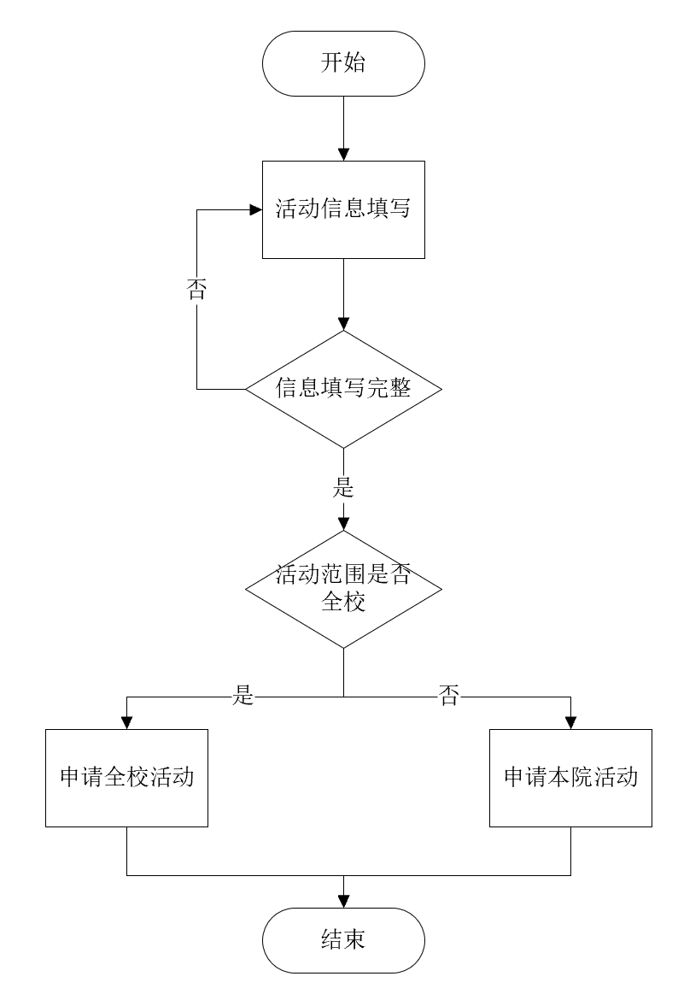 开始
活动信息填写
否
信息填写完整
是
活动范围是否
全校
是
否
申请全校活动
申请本院活动
结束